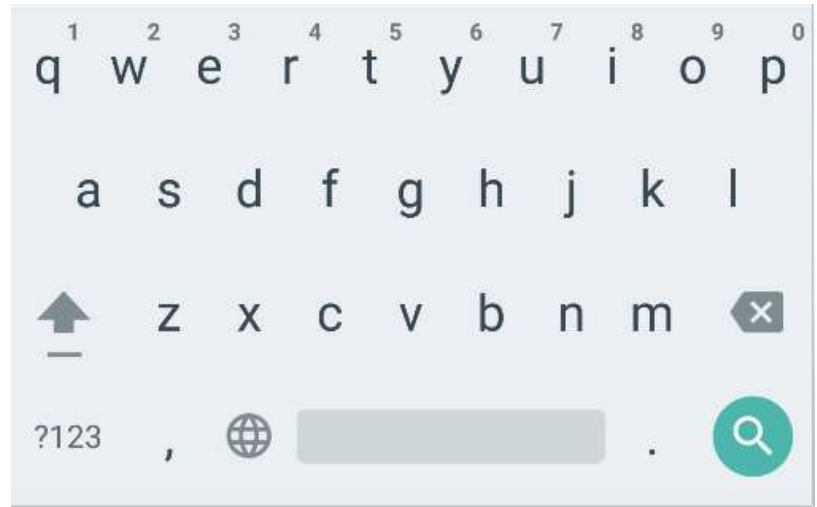 1 2 3 4 5 6 7 8 9 0
q w e r t y u i o p
a s d f g h j k l
z x c v b n m
?123 , .